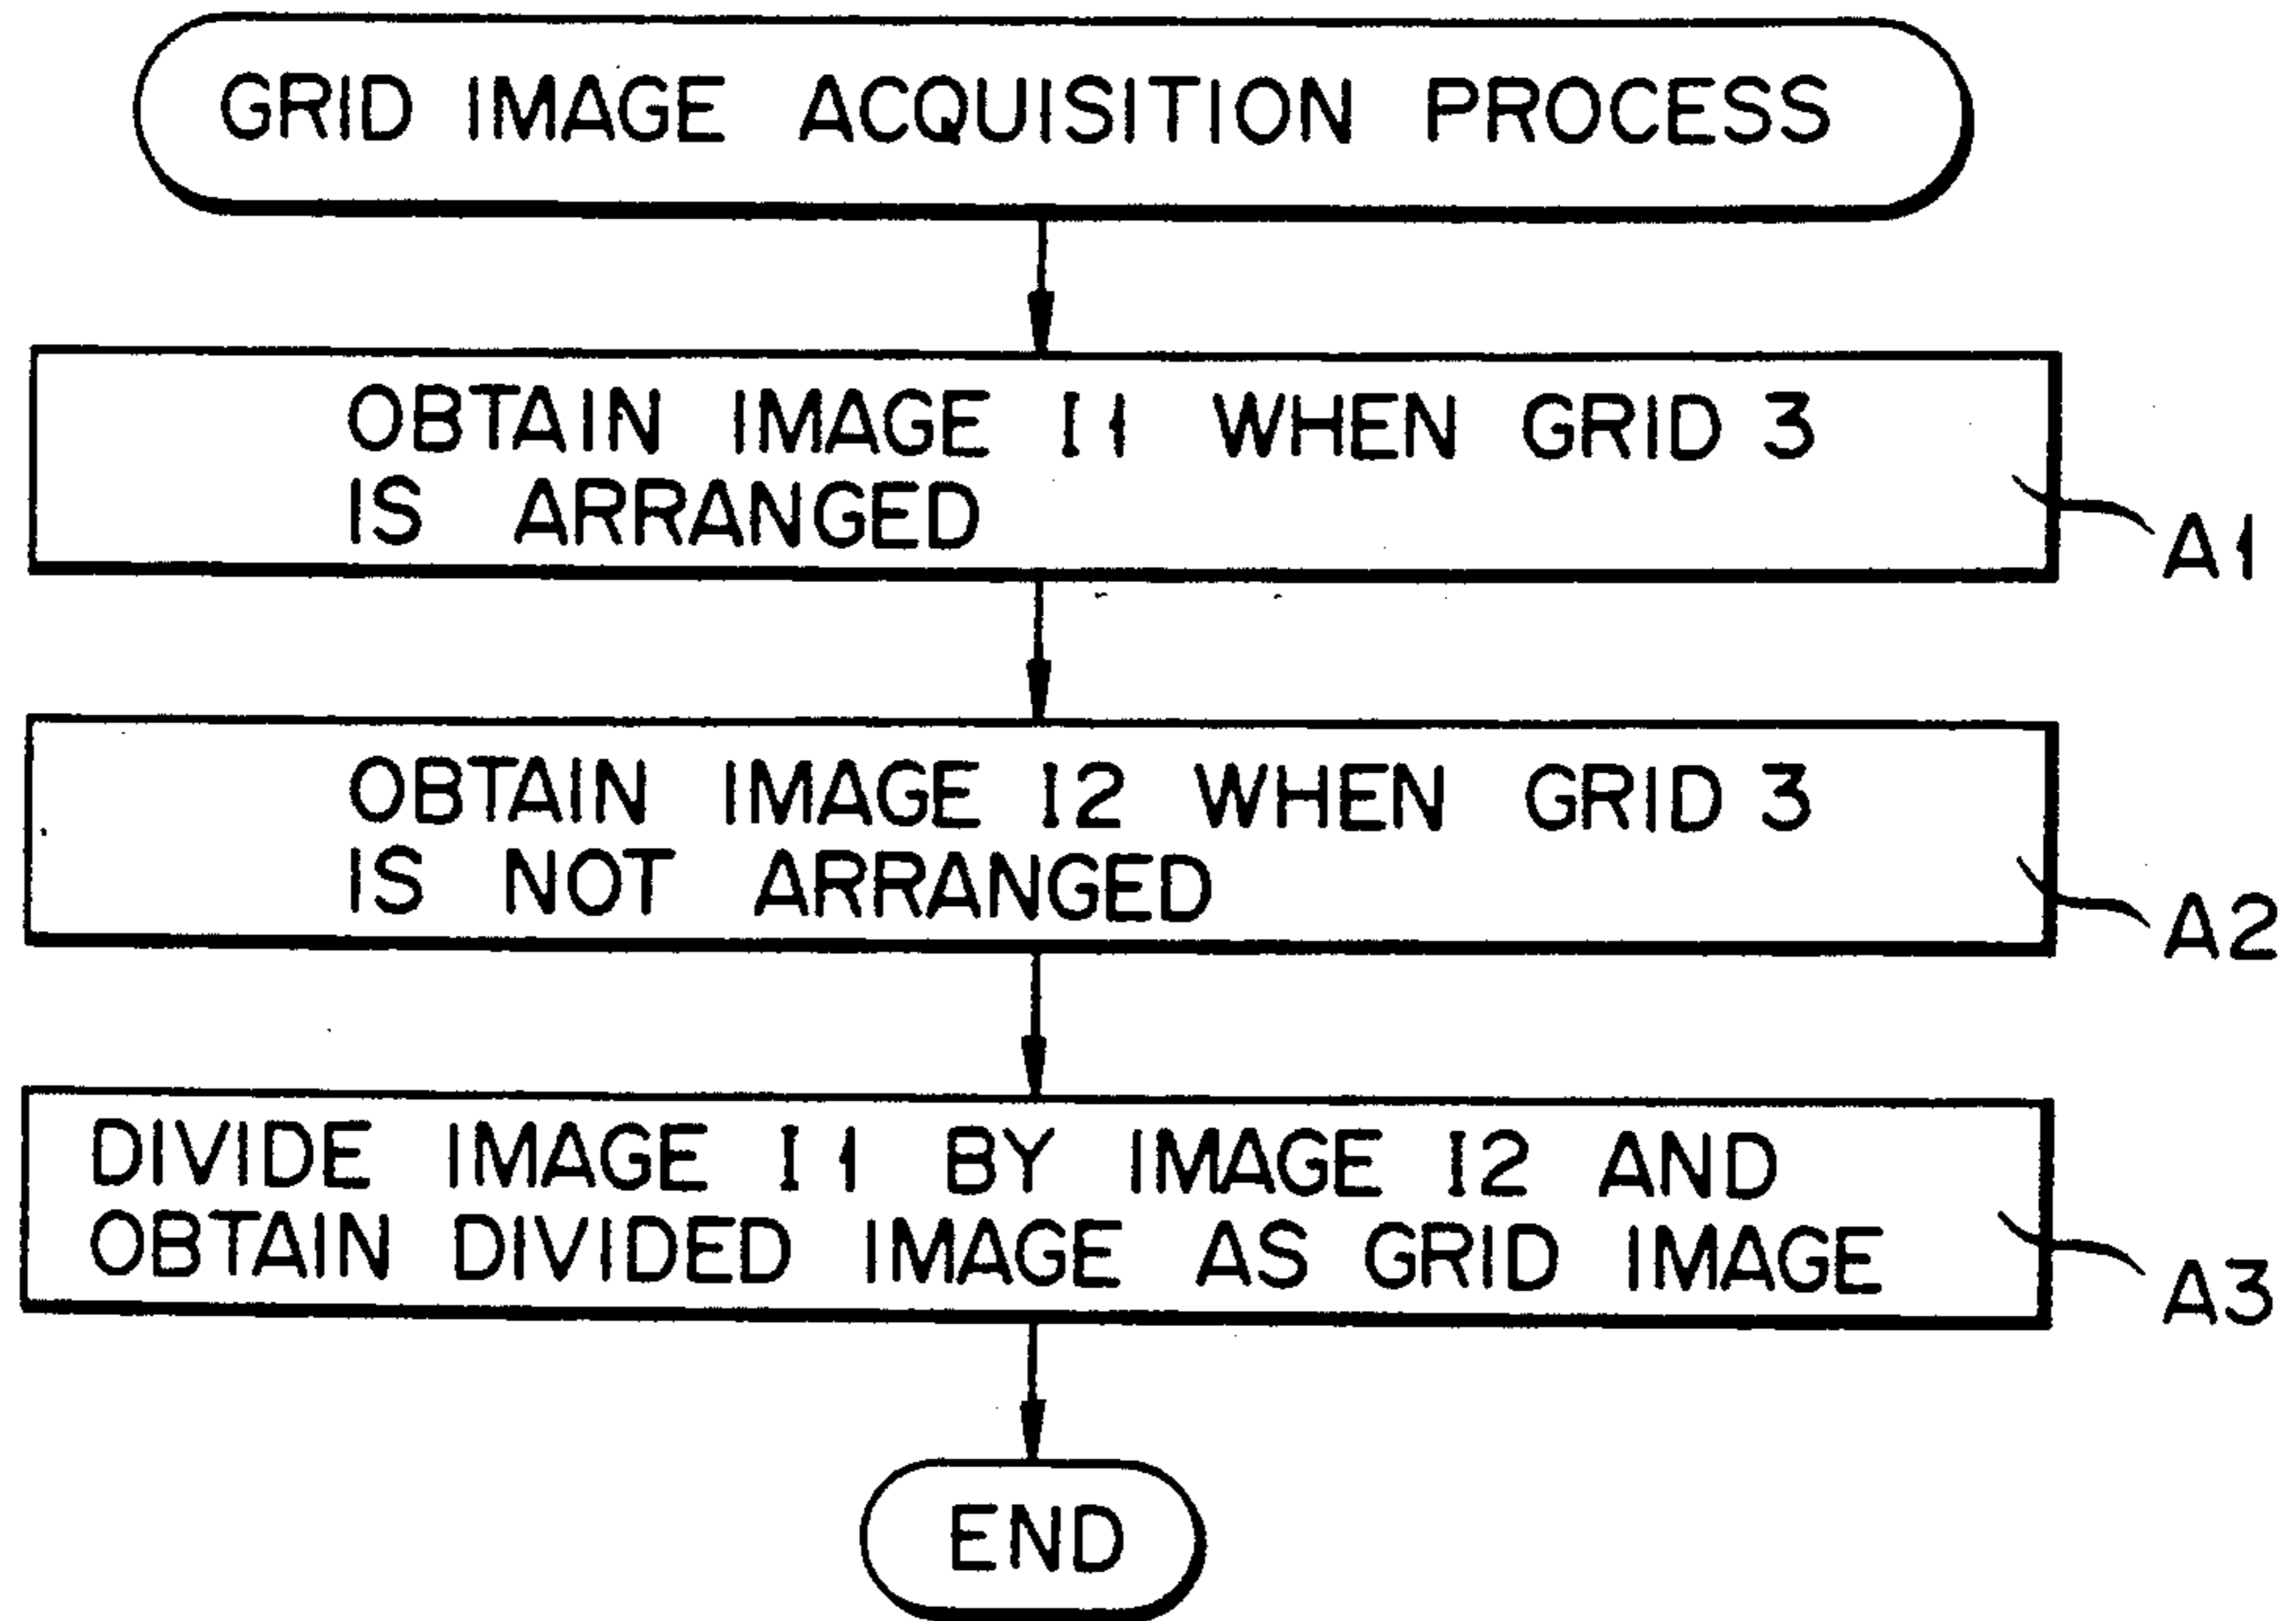 GRID IMAGE ACQUISITION PROCESS
OBTAIN IMAGE I1 WHEN GRID 3
IS ARRANGED
A1
OBTAIN IMAGE I2 WHEN GRID 3
IS NOT ARRANGED
A2
DIVIDE IMAGE I1 BY IMAGE I2 AND
OBTAIN DIVIDED IMAGE AS GRID IMAGE
A3
END